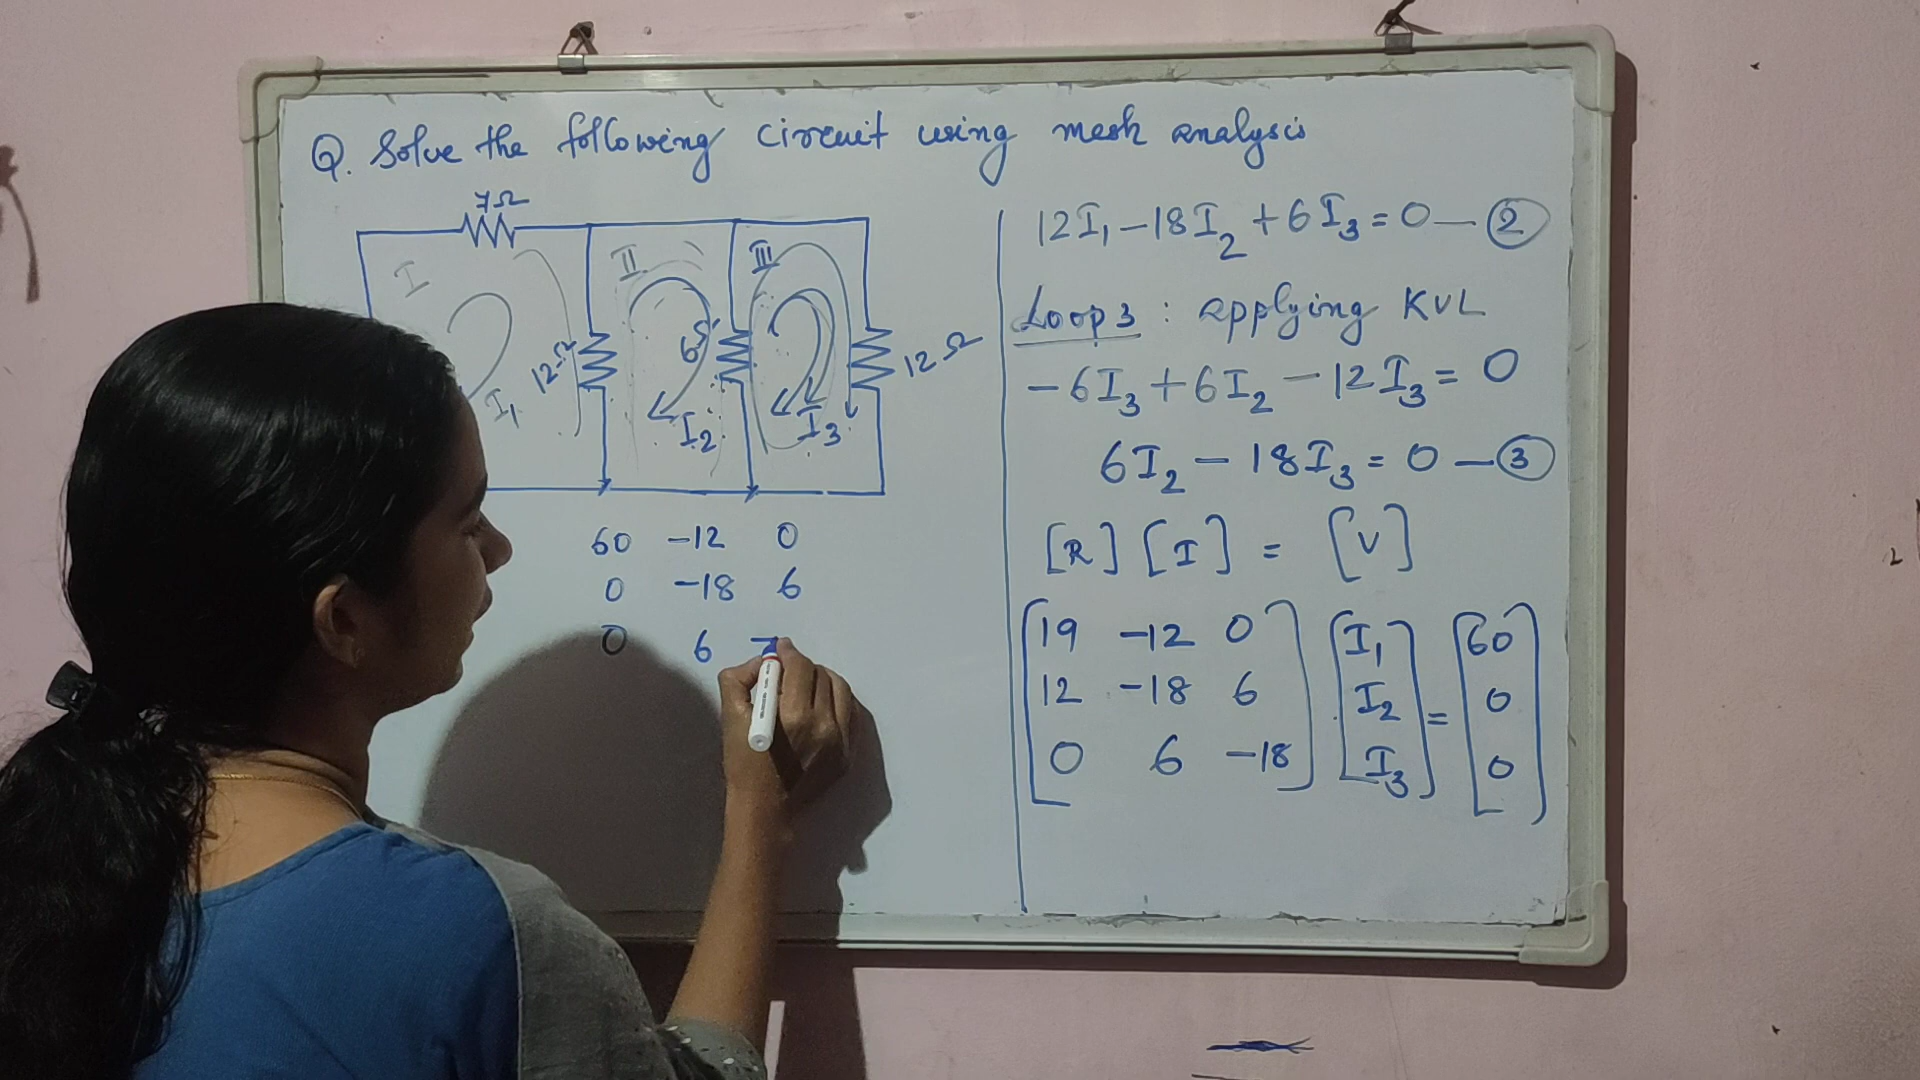 Q. Solve the following circuit using mesh analysis
7Ω
I
I₁
12Ω
II
6Ω
I₂
III
I₃
12Ω
60 -12 0
0 -18 6
0 6 -
12I₁ - 18I₂ + 6I₃ = 0 — ②
Loop 3 : applying KVL
-6I₃ + 6I₂ - 12I₃ = 0
6I₂ - 18I₃ = 0 — ③
[R] [I] = [V]
[19 -12 0] [I₁] [60]
[12 -18 6] [I₂] = [0]
[0 6 -18] [I₃] [0]